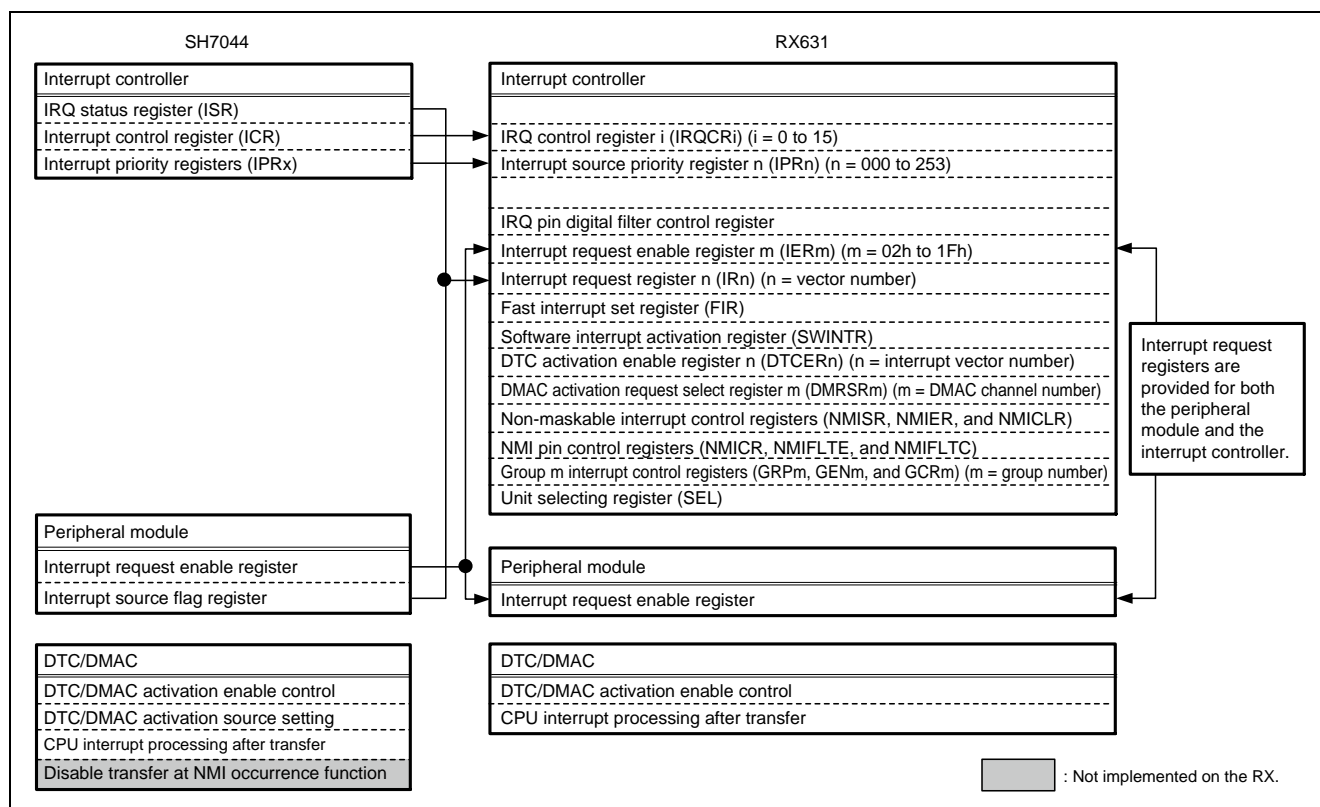 SH7044
RX631
Interrupt controller
IRQ status register (ISR)
Interrupt control register (ICR)
Interrupt priority registers (IPRx)
Interrupt controller
IRQ control register i (IRQCRi) (i = 0 to 15)
Interrupt source priority register n (IPRn) (n = 000 to 253)
IRQ pin digital filter control register
Interrupt request enable register m (IERm) (m = 02h to 1Fh)
Interrupt request register n (IRn) (n = vector number)
Fast interrupt set register (FIR)
Software interrupt activation register (SWINTR)
DTC activation enable register n (DTCERn) (n = interrupt vector number)
DMAC activation request select register m (DMRSRm) (m = DMAC channel number)
Non-maskable interrupt control registers (NMISR, NMIER, and NMICLR)
NMI pin control registers (NMICR, NMIFLTE, and NMIFLTC)
Group m interrupt control registers (GRPm, GENm, and GCRm) (m = group number)
Unit selecting register (SEL)
Interrupt request
registers are
provided for both
the peripheral
module and the
interrupt controller.
Peripheral module
Interrupt request enable register
Interrupt source flag register
Peripheral module
Interrupt request enable register
DTC/DMAC
DTC/DMAC activation enable control
DTC/DMAC activation source setting
CPU interrupt processing after transfer
Disable transfer at NMI occurrence function
DTC/DMAC
DTC/DMAC activation enable control
CPU interrupt processing after transfer
: Not implemented on the RX.